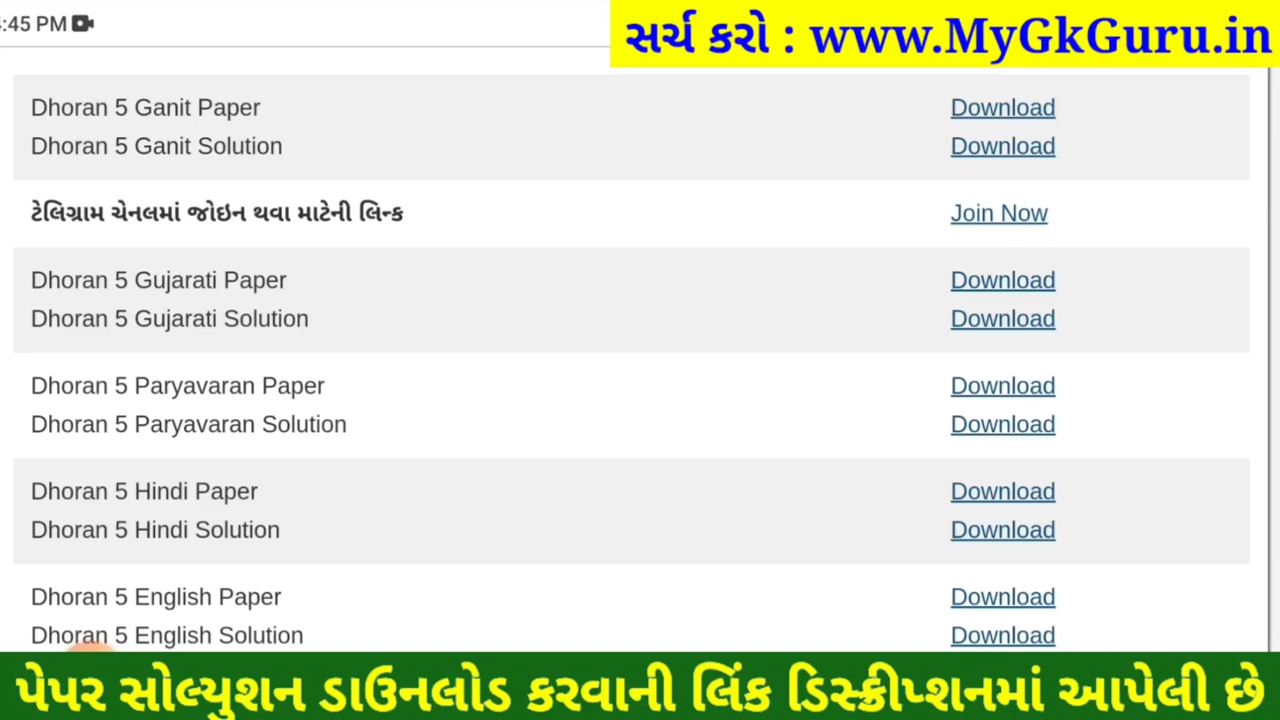 :45 PM
સર્ચ કરો : www.MyGkGuru.in
Dhoran 5 Ganit Paper Download
Dhoran 5 Ganit Solution Download
ટેલિગ્રામ ચેનલમાં જોઇન થવા માટેની લિન્ક Join Now
Dhoran 5 Gujarati Paper Download
Dhoran 5 Gujarati Solution Download
Dhoran 5 Paryavaran Paper Download
Dhoran 5 Paryavaran Solution Download
Dhoran 5 Hindi Paper Download
Dhoran 5 Hindi Solution Download
Dhoran 5 English Paper Download
Dhoran 5 English Solution Download
પેપર સોલ્યુશન ડાઉનલોડ કરવાની લિંક ડિસ્ક્રીપ્શનમાં આપેલી છે